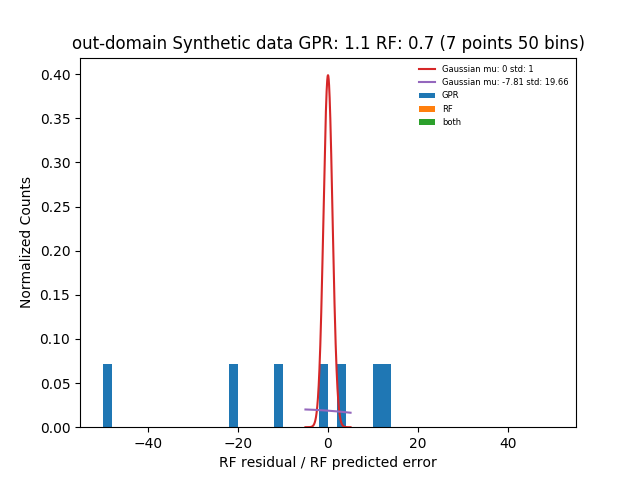 out-domain Synthetic data GPR: 1.1 RF: 0.7 (7 points 50 bins)
Gaussian mu: 0 std: 1
Gaussian mu: -7.81 std: 19.66
GPR
RF
both
Normalized Counts
0.40
0.35
0.30
0.25
0.20
0.15
0.10
0.05
0.00
−40
−20
0
20
40
RF residual / RF predicted error